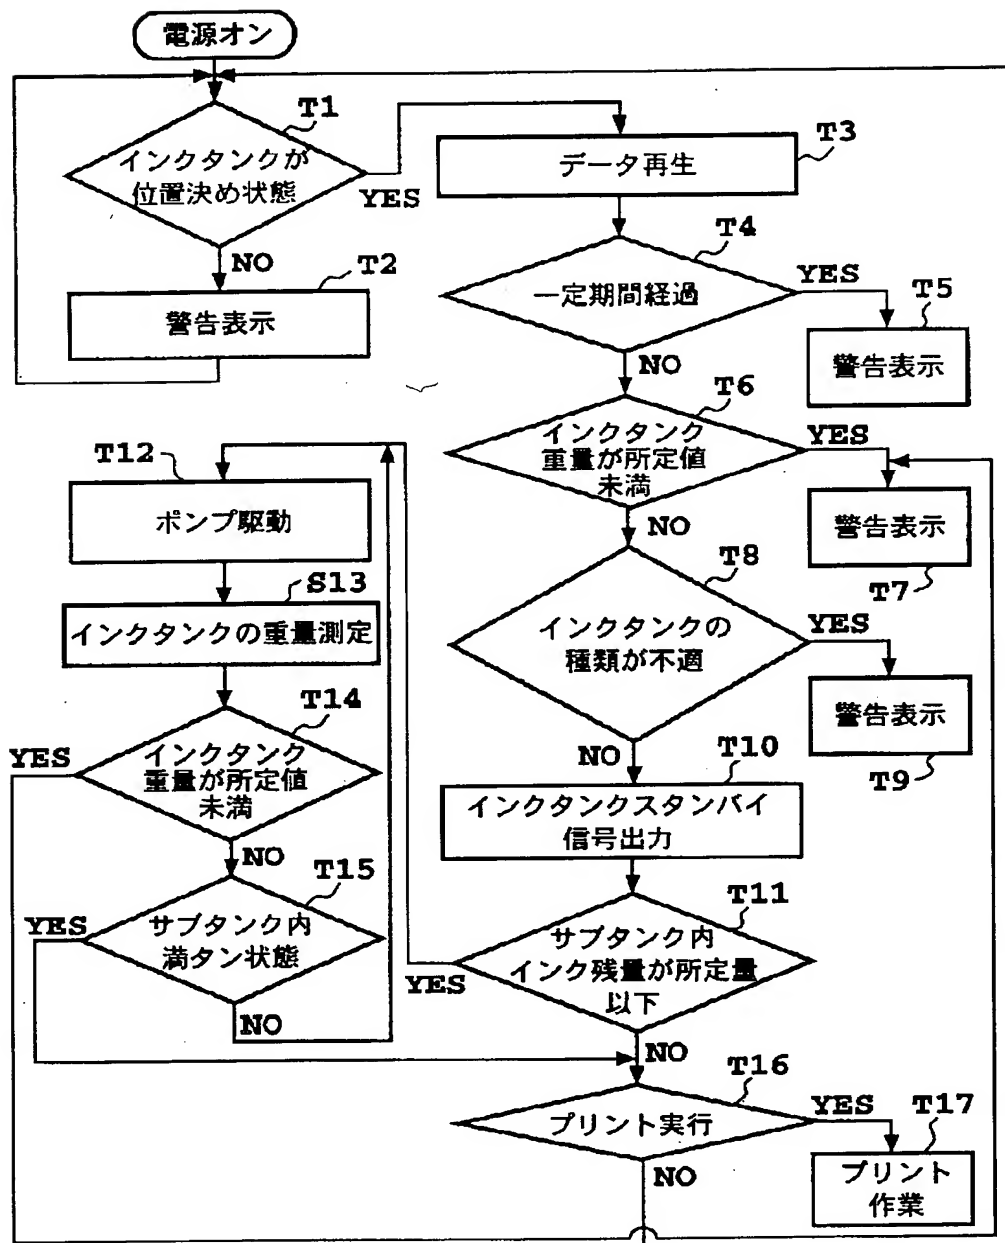 電源オン
T1
インクタンクが
位置決め状態
YES
NO
T2
警告表示
T3
データ再生
T4
一定期間経過
YES
T5
警告表示
NO
T6
インクタンク
重量が所定値
未満
YES
警告表示
T7
NO
T8
インクタンクの
種類が不適
YES
警告表示
T9
NO
T10
インクタンクスタンバイ
信号出力
T11
サブタンク内
インク残量が所定量
以下
YES
NO
T12
ポンプ駆動
S13
インクタンクの重量測定
T14
インクタンク
重量が所定値
未満
YES
NO
T15
サブタンク内
満タン状態
YES
NO
T16
プリント実行
YES
T17
プリント
作業
NO